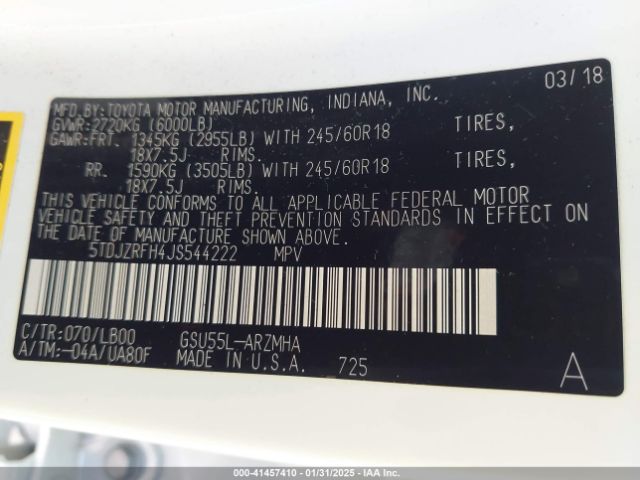 03/18
MFD.BY:TOYOTA MOTOR MANUFACTURING, INDIANA, INC.
GVWR:2720KG (6000LB)
GAWR:FRT. 1345KG (2955LB) WITH 245/60R18 TIRES,
18X7.5J RIMS.
RR. 1590KG (3505LB) WITH 245/60R18 TIRES,
18X7.5J RIMS.
THIS VEHICLE CONFORMS TO ALL APPLICABLE FEDERAL MOTOR
VEHICLE SAFETY AND THEFT PREVENTION STANDARDS IN EFFECT ON
THE DATE OF MANUFACTURE SHOWN ABOVE.
5TDJZRFH4JS544222 MPV
C/TR:070/LB00 GSU55L-ARZMHA
A/TM:-04A/UA80F MADE IN U.S.A. 725
A
000-41457410 | 01/31/2025 | IAAI.COM